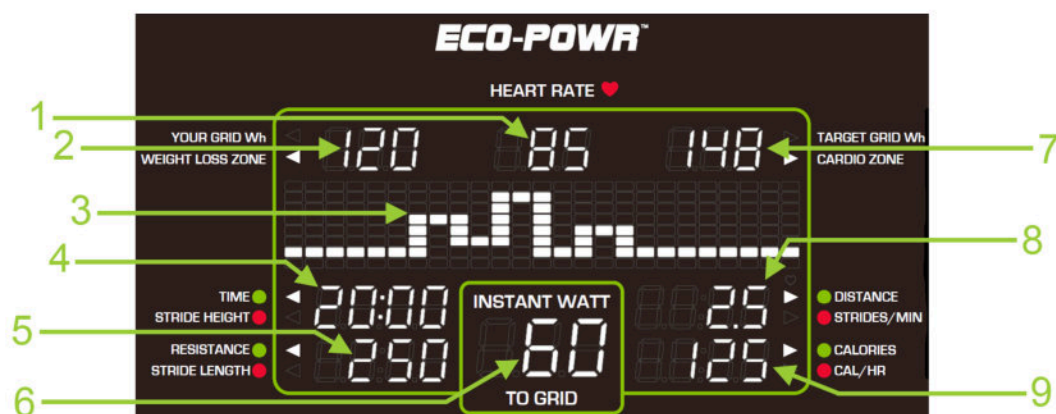 ECO-POWR™
HEART RATE
1
2
YOUR GRID Wh
WEIGHT LOSS ZONE
120
85
148
TARGET GRID Wh
CARDIO ZONE
7
3
4
TIME
STRIDE HEIGHT
20:00
INSTANT WATT
60
TO GRID
2.5
DISTANCE
STRIDES/MIN
8
5
RESISTANCE
STRIDE LENGTH
250
125
CALORIES
CAL/HR
6
9